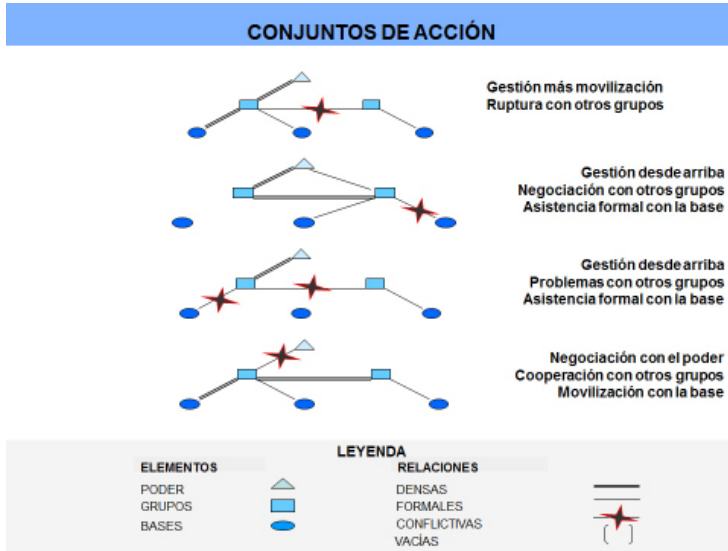 CONJUNTOS DE ACCIÓN
Gestión más movilización
Ruptura con otros grupos
Gestión desde arriba
Negociación con otros grupos
Asistencia formal con la base
Gestión desde arriba
Problemas con otros grupos
Asistencia formal con la base
Negociación con el poder
Cooperación con otros grupos
Movilización con la base
LEYENDA
ELEMENTOS
PODER
GRUPOS
BASES
RELACIONES
DENSAS
FORMALES
CONFLICTIVAS
VACÍAS